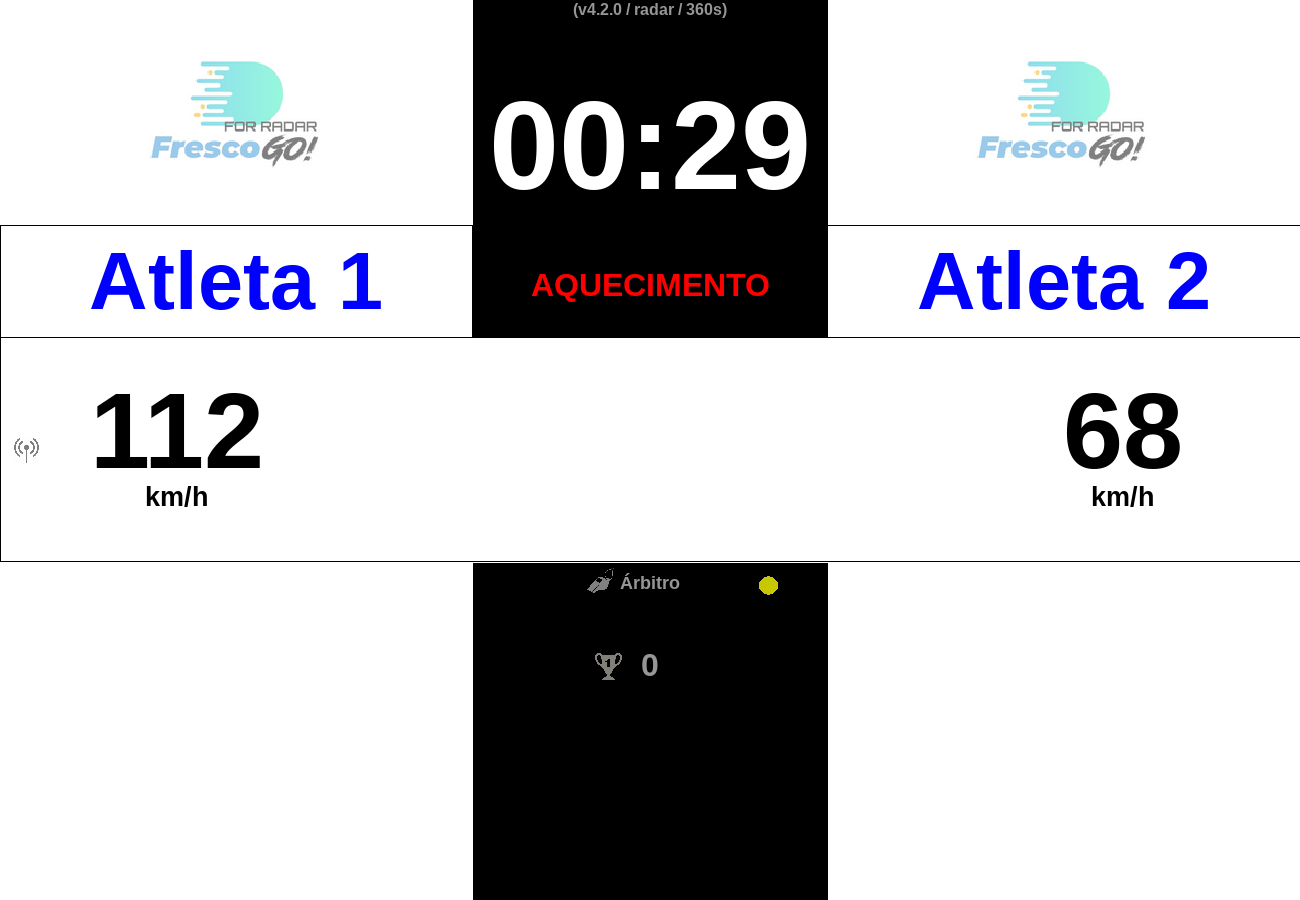 (v4.2.0 / radar / 360s)
FOR RADAR
FrescoGO!
00:29
FOR RADAR
FrescoGO!
Atleta 1
AQUECIMENTO
Atleta 2
112
km/h
68
km/h
Árbitro
1
0